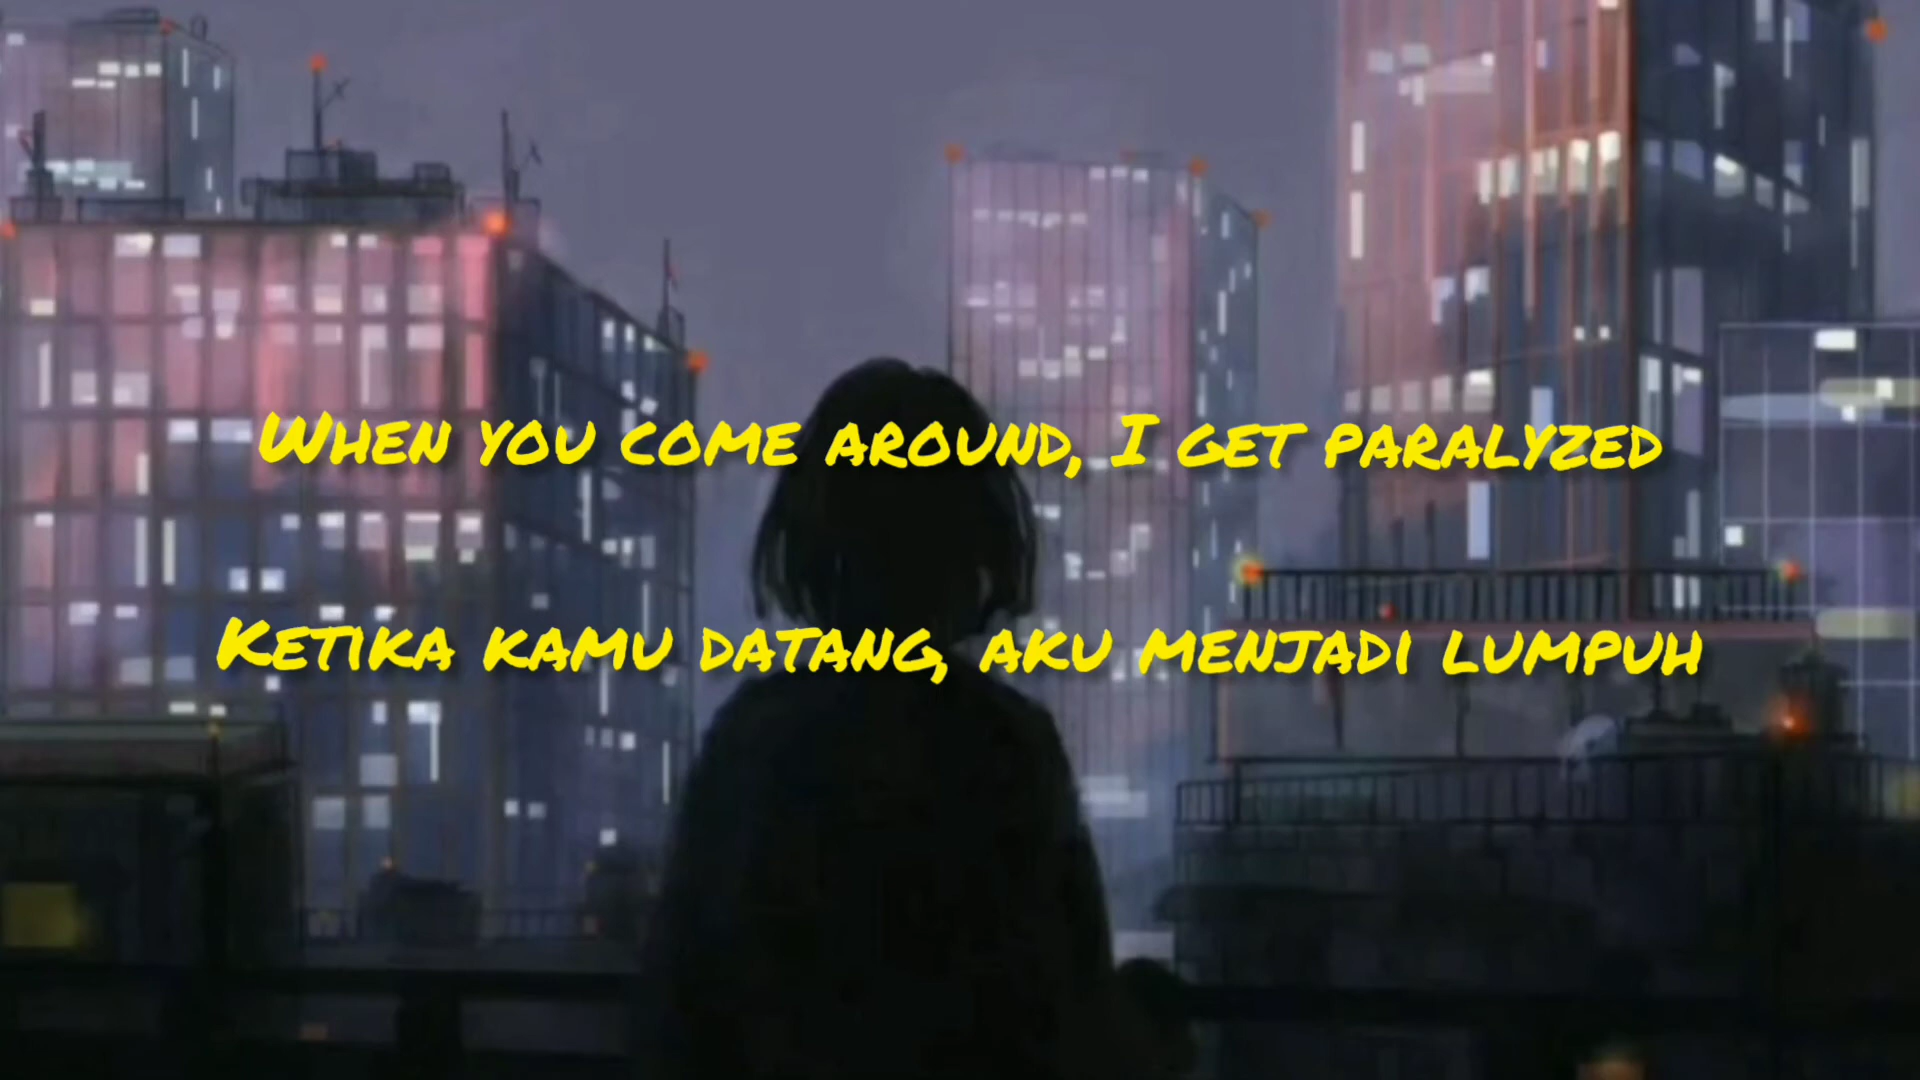 When you come around, I get paralyzed
Ketika kamu datang, aku menjadi lumpuh